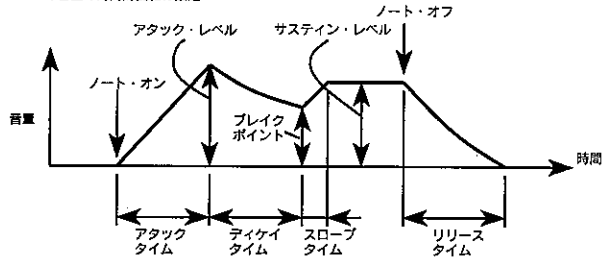 ノート・オフ
アタック・レベル
サスティン・レベル
ノート・オン
音量
ブレイク
ポイント
時間
アタック
タイム
ディケイ
タイム
スロープ
タイム
リリース
タイム